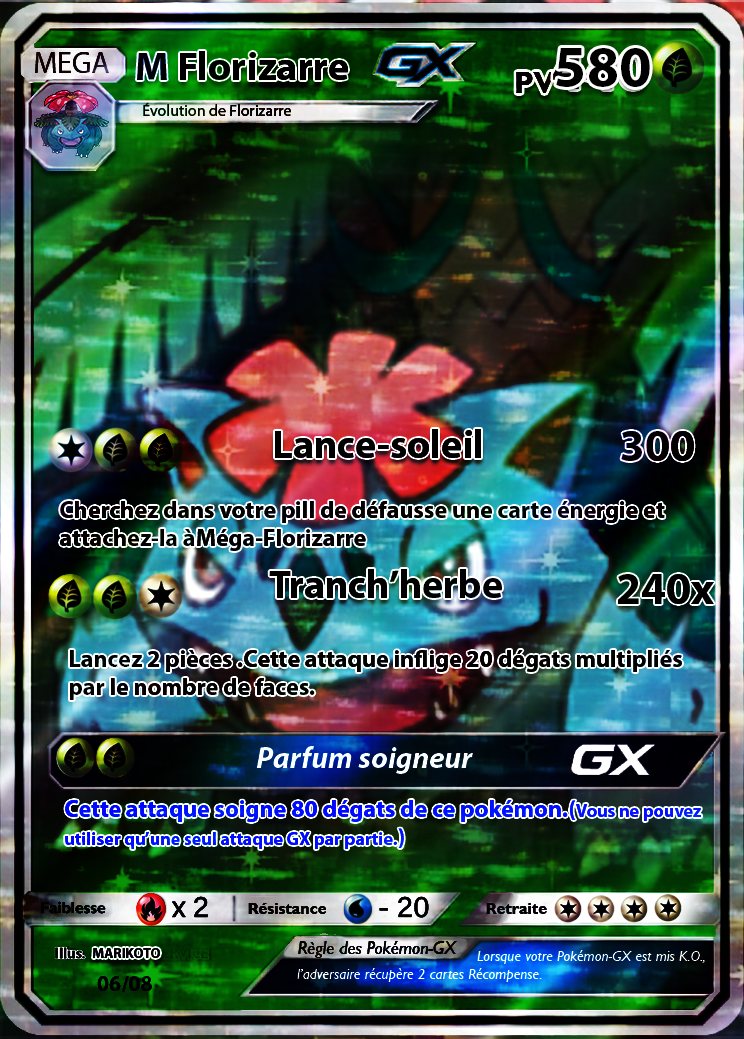 MEGA
M Florizarre GX
PV 580
Évolution de Florizarre
Lance-soleil 300
Cherchez dans votre pill de défausse une carte énergie et
attachez-la àMéga-Florizarre
Tranch'herbe 240x
Lancez 2 pièces .Cette attaque inflige 20 dégats multipliés
par le nombre de faces.
Parfum soigneur GX
Cette attaque soigne 80 dégats de ce pokémon.(Vous ne pouvez
utiliser qu'une seul attaque GX par partie.)
Faiblesse x 2 Résistance - 20 Retraite
Illus. MARIKOTO
06/08
Règle des Pokémon-GX Lorsque votre Pokémon-GX est mis K.O.,
l'adversaire récupère 2 cartes Récompense.